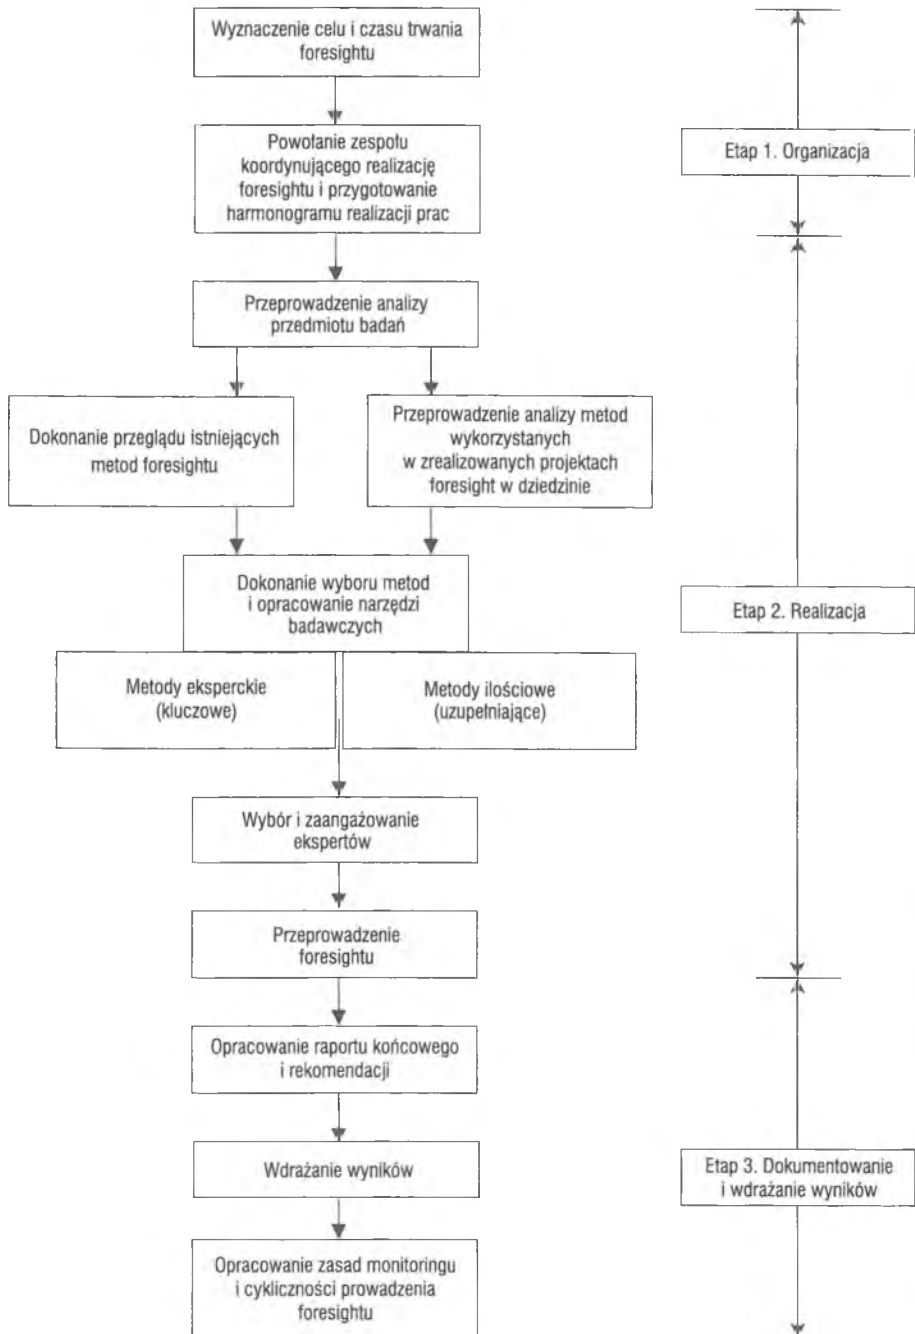 Wyznaczenie celu i czasu trwania
foresightu
Powołanie zespołu
koordynującego realizację
foresightu i przygotowanie
harmonogramu realizacji prac
Etap 1. Organizacja
Przeprowadzenie analizy
przedmiotu badań
Dokonanie przeglądu istniejących
metod foresightu
Przeprowadzenie analizy metod
wykorzystanych
w zrealizowanych projektach
foresight w dziedzinie
Dokonanie wyboru metod
i opracowanie narzędzi
badawczych
Etap 2. Realizacja
Metody eksperckie
(kluczowe)
Metody ilościowe
(uzupełniające)
Wybór i zaangażowanie
ekspertów
Przeprowadzenie
foresightu
Opracowanie raportu końcowego
i rekomendacji
Wdrażanie wyników
Etap 3. Dokumentowanie
i wdrażanie wyników
Opracowanie zasad monitoringu
i cykliczności prowadzenia
foresightu